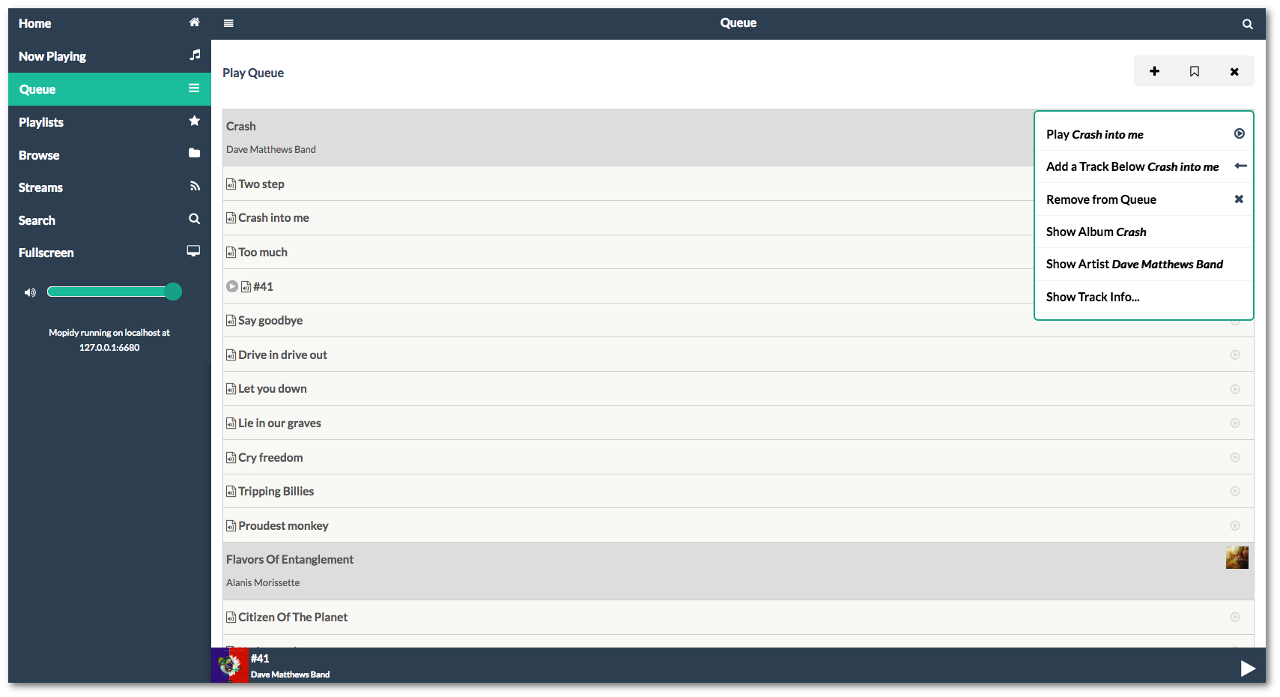 Home
Now Playing
Queue
Playlists
Browse
Streams
Search
Fullscreen
Mopidy running on localhost at
127.0.0.1:6680
Queue
Play Queue
Crash
Dave Matthews Band
Two step
Crash into me
Too much
#41
Say goodbye
Drive in drive out
Let you down
Lie in our graves
Cry freedom
Tripping Billies
Proudest monkey
Flavors Of Entanglement
Alanis Morissette
Citizen Of The Planet
Play Crash into me
Add a Track Below Crash into me
Remove from Queue
Show Album Crash
Show Artist Dave Matthews Band
Show Track Info...
#41
Dave Matthews Band